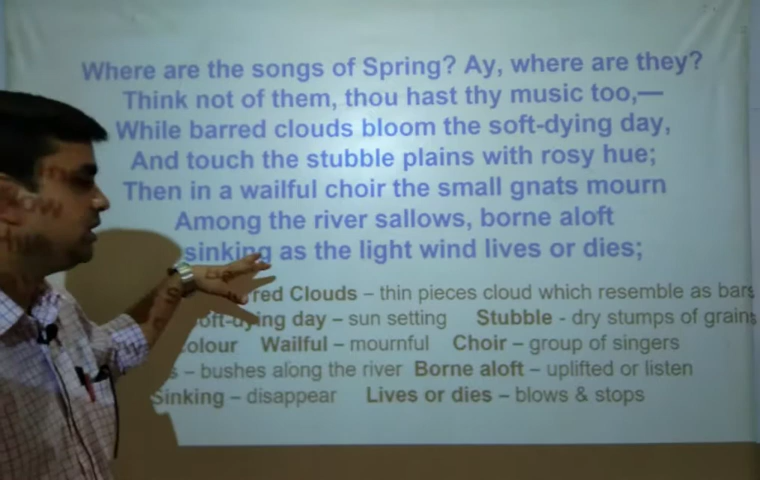 Where are the songs of Spring? Ay, where are they?
Think not of them, thou hast thy music too,—
While barred clouds bloom the soft-dying day,
And touch the stubble plains with rosy hue;
Then in a wailful choir the small gnats mourn
Among the river sallows, borne aloft
sinking as the light wind lives or dies;
red Clouds – thin pieces cloud which resemble as bars
oft-dying day – sun setting Stubble - dry stumps of grains
colour Wailful – mournful Choir – group of singers
– bushes along the river Borne aloft – uplifted or listen
Sinking – disappear Lives or dies – blows & stops